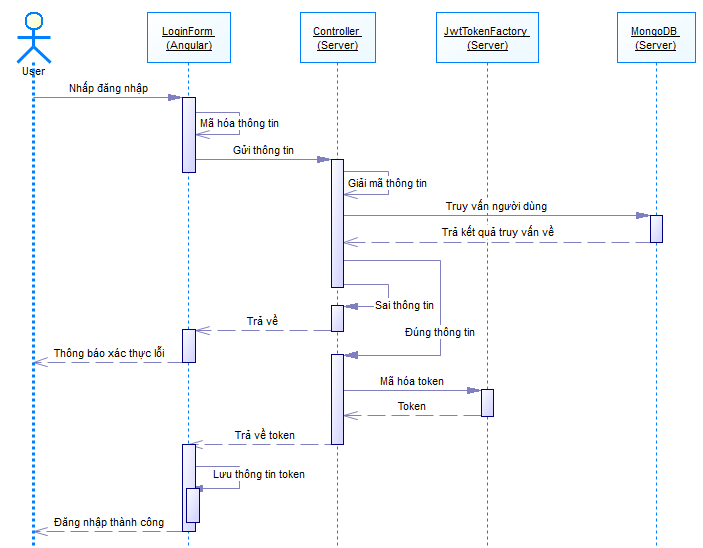 LoginForm
(Angular)
Controller
(Server)
JwtTokenFactory
(Server)
MongoDB
(Server)
User
Nhấp đăng nhập
Mã hóa thông tin
Gửi thông tin
Giải mã thông tin
Truy vấn người dùng
Trả kết quả truy vấn về
Sai thông tin
Trả về
Đúng thông tin
Thông báo xác thực lỗi
Mã hóa token
Token
Trả về token
Lưu thông tin token
Đăng nhập thành công